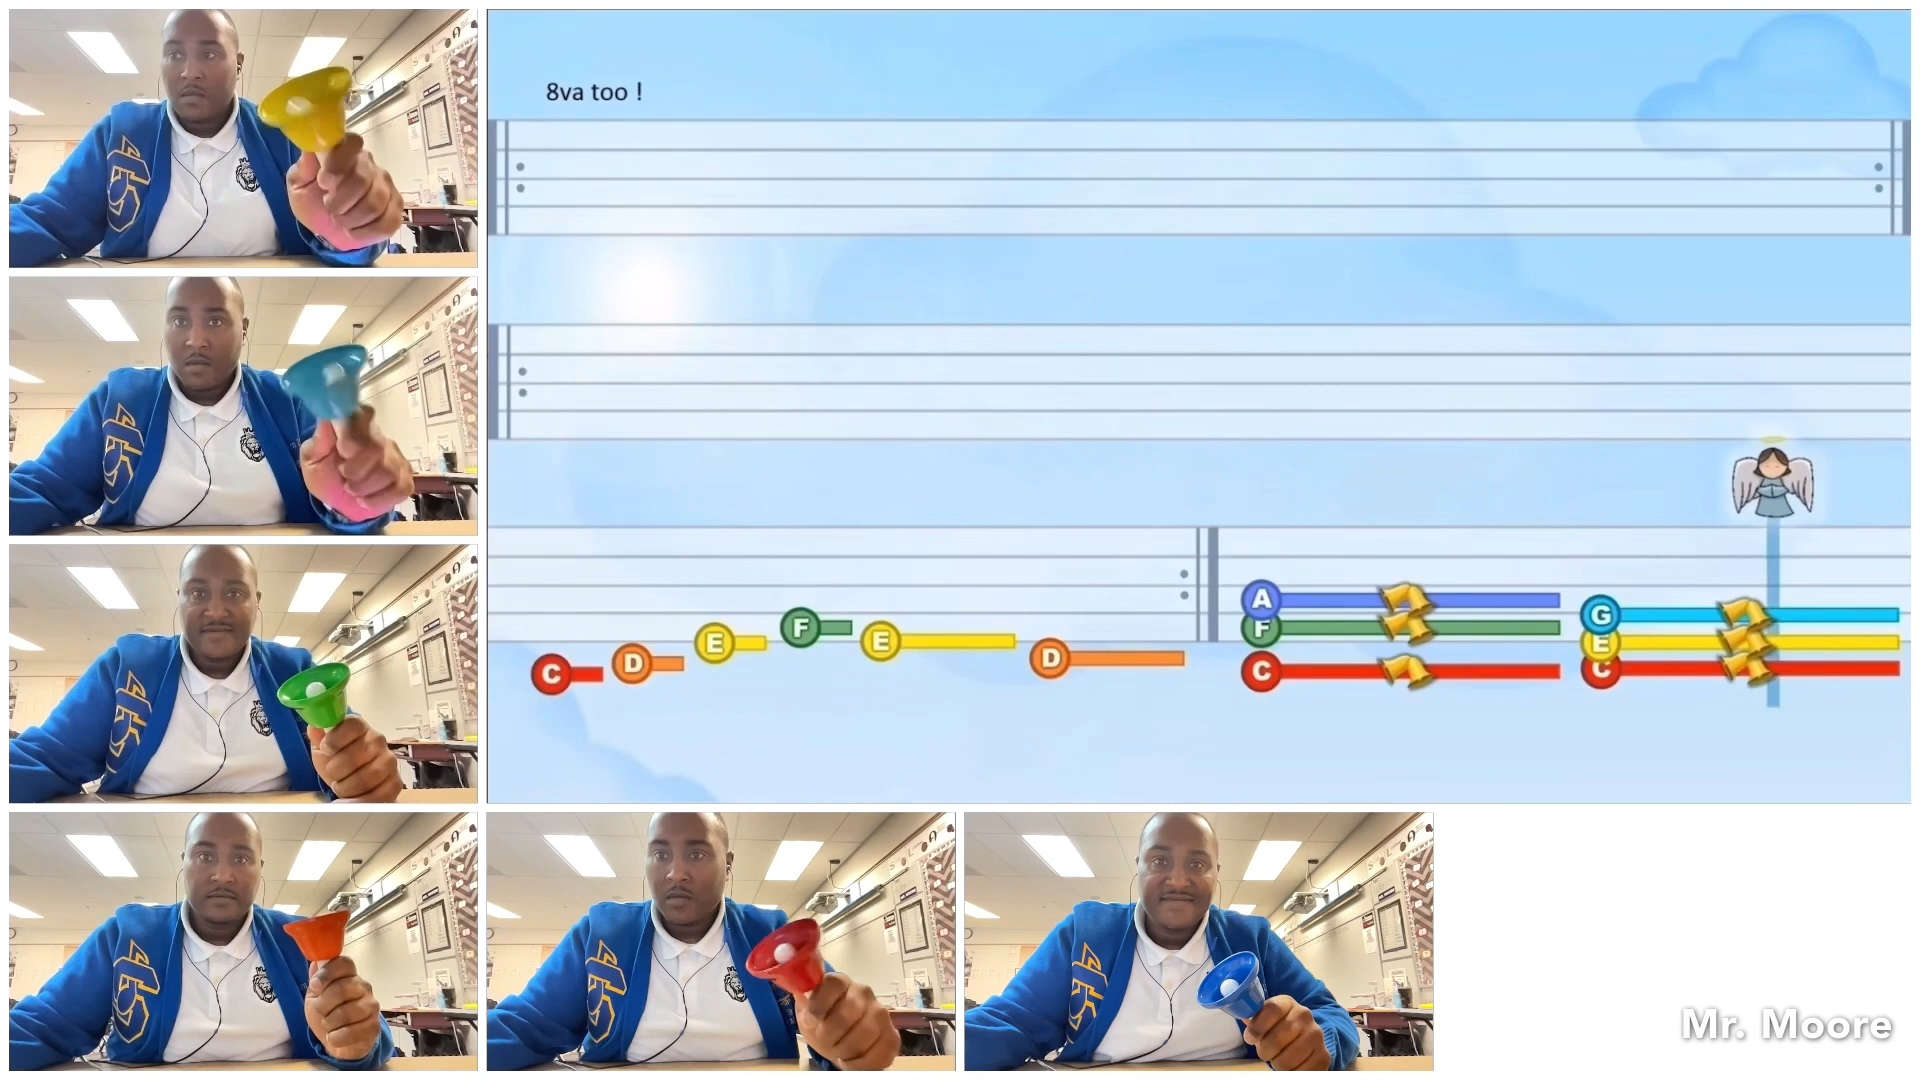 8va too !
C D E F E D
A G
F E
C C
Mr. Moore